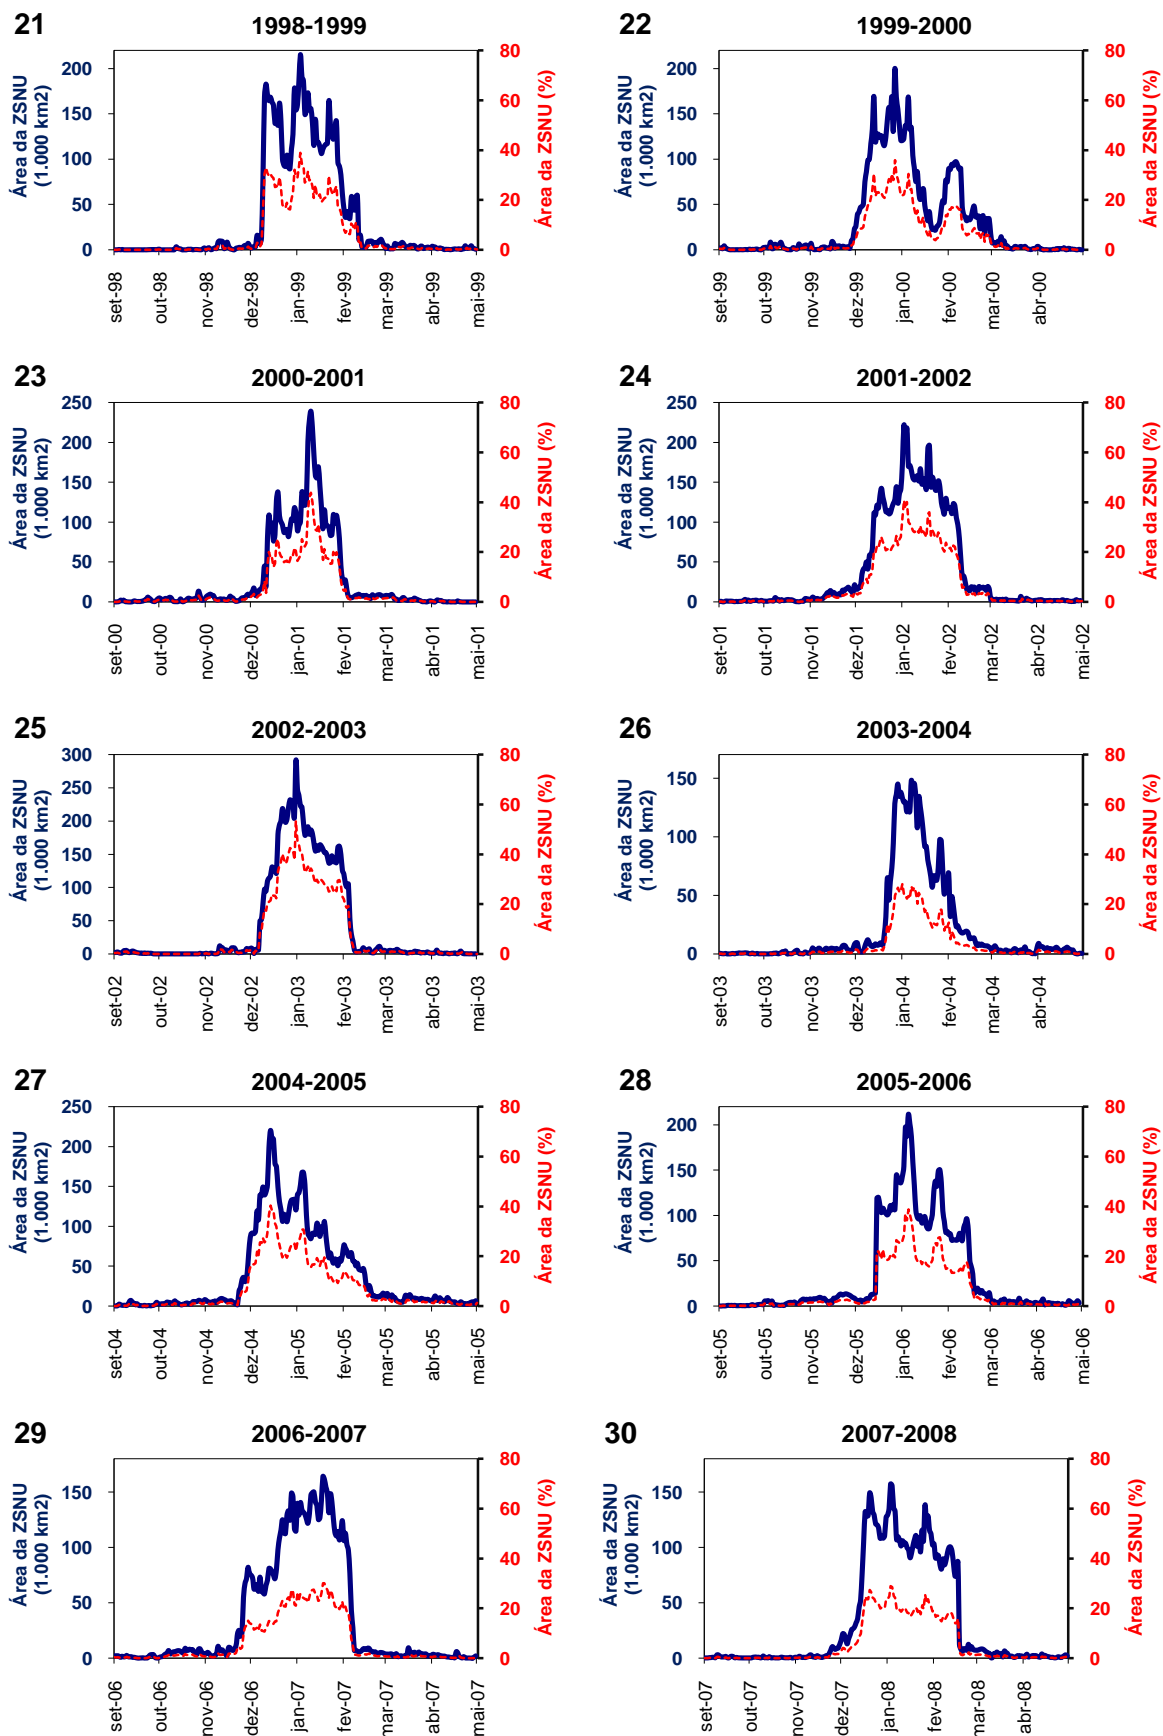 21 1998-1999
Área da ZSNU
(1.000 km2)
200
150
100
50
0
80
60
40
20
0
Área da ZSNU (%)
set-98 out-98 nov-98 dez-98 jan-99 fev-99 mar-99 abr-99 mai-99
22 1999-2000
Área da ZSNU
(1.000 km2)
200
150
100
50
0
80
60
40
20
0
Área da ZSNU (%)
set-99 out-99 nov-99 dez-99 jan-00 fev-00 mar-00 abr-00
23 2000-2001
Área da ZSNU
(1.000 km2)
250
200
150
100
50
0
80
60
40
20
0
Área da ZSNU (%)
set-00 out-00 nov-00 dez-00 jan-01 fev-01 mar-01 abr-01 mai-01
24 2001-2002
Área da ZSNU
(1.000 km2)
250
200
150
100
50
0
80
60
40
20
0
Área da ZSNU (%)
set-01 out-01 nov-01 dez-01 jan-02 fev-02 mar-02 abr-02 mai-02
25 2002-2003
Área da ZSNU
(1.000 km2)
300
250
200
150
100
50
0
80
60
40
20
0
Área da ZSNU (%)
set-02 out-02 nov-02 dez-02 jan-03 fev-03 mar-03 abr-03 mai-03
26 2003-2004
Área da ZSNU
(1.000 km2)
150
100
50
0
80
60
40
20
0
Área da ZSNU (%)
set-03 out-03 nov-03 dez-03 jan-04 fev-04 mar-04 abr-04
27 2004-2005
Área da ZSNU
(1.000 km2)
250
200
150
100
50
0
80
60
40
20
0
Área da ZSNU (%)
set-04 out-04 nov-04 dez-04 jan-05 fev-05 mar-05 abr-05 mai-05
28 2005-2006
Área da ZSNU
(1.000 km2)
200
150
100
50
0
80
60
40
20
0
Área da ZSNU (%)
set-05 out-05 nov-05 dez-05 jan-06 fev-06 mar-06 abr-06 mai-06
29 2006-2007
Área da ZSNU
(1.000 km2)
150
100
50
0
80
60
40
20
0
Área da ZSNU (%)
set-06 out-06 nov-06 dez-06 jan-07 fev-07 mar-07 abr-07 mai-07
30 2007-2008
Área da ZSNU
(1.000 km2)
150
100
50
0
80
60
40
20
0
Área da ZSNU (%)
set-07 out-07 nov-07 dez-07 jan-08 fev-08 mar-08 abr-08